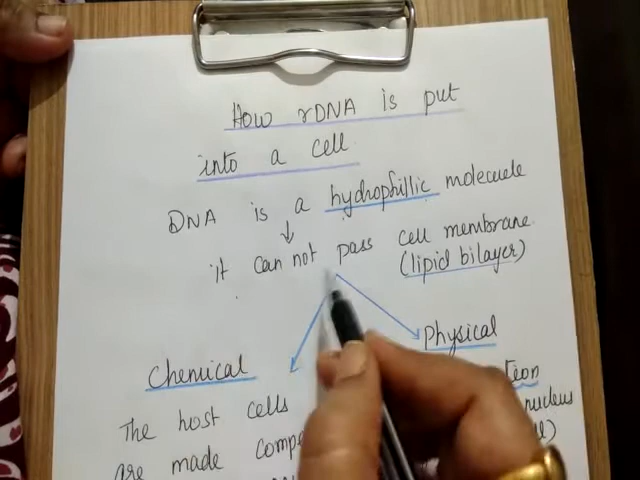 How rDNA is put
into a cell
DNA is a hydrophillic molecule
it can not pass cell membrane
(lipid bilayer)
Chemical
Physical
The host cells
are made
nucleus